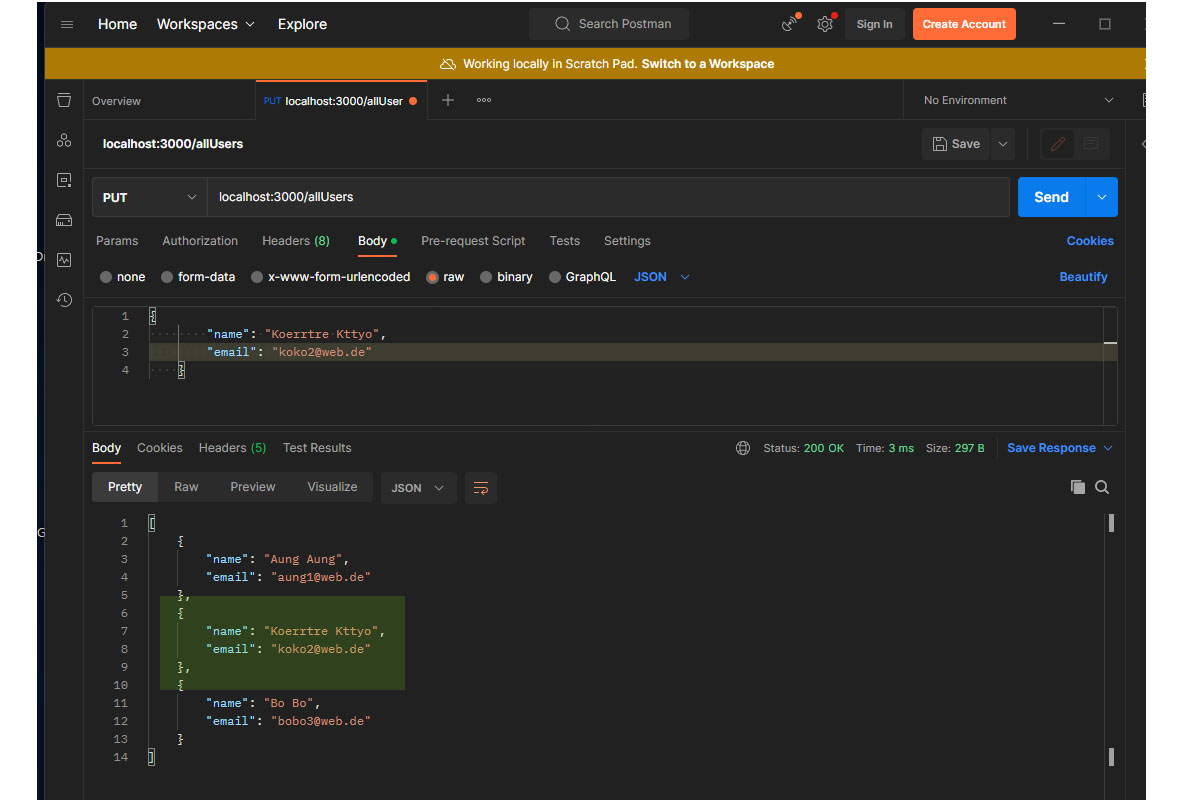 Home Workspaces Explore Search Postman Sign In Create Account
Working locally in Scratch Pad. Switch to a Workspace
Overview PUT localhost:3000/allUser No Environment
localhost:3000/allUsers Save
PUT localhost:3000/allUsers Send
Params Authorization Headers (8) Body Pre-request Script Tests Settings Cookies
none form-data x-www-form-urlencoded raw binary GraphQL JSON Beautify
1 {
2 "name": "Koerrtre Kttyo",
3 "email": "koko2@web.de"
4 }
Body Cookies Headers (5) Test Results Status: 200 OK Time: 3 ms Size: 297 B Save Response
Pretty Raw Preview Visualize JSON
1 [
2 {
3 "name": "Aung Aung",
4 "email": "aung1@web.de"
5 },
6 {
7 "name": "Koerrtre Kttyo",
8 "email": "koko2@web.de"
9 },
10 {
11 "name": "Bo Bo",
12 "email": "bobo3@web.de"
13 }
14 ]